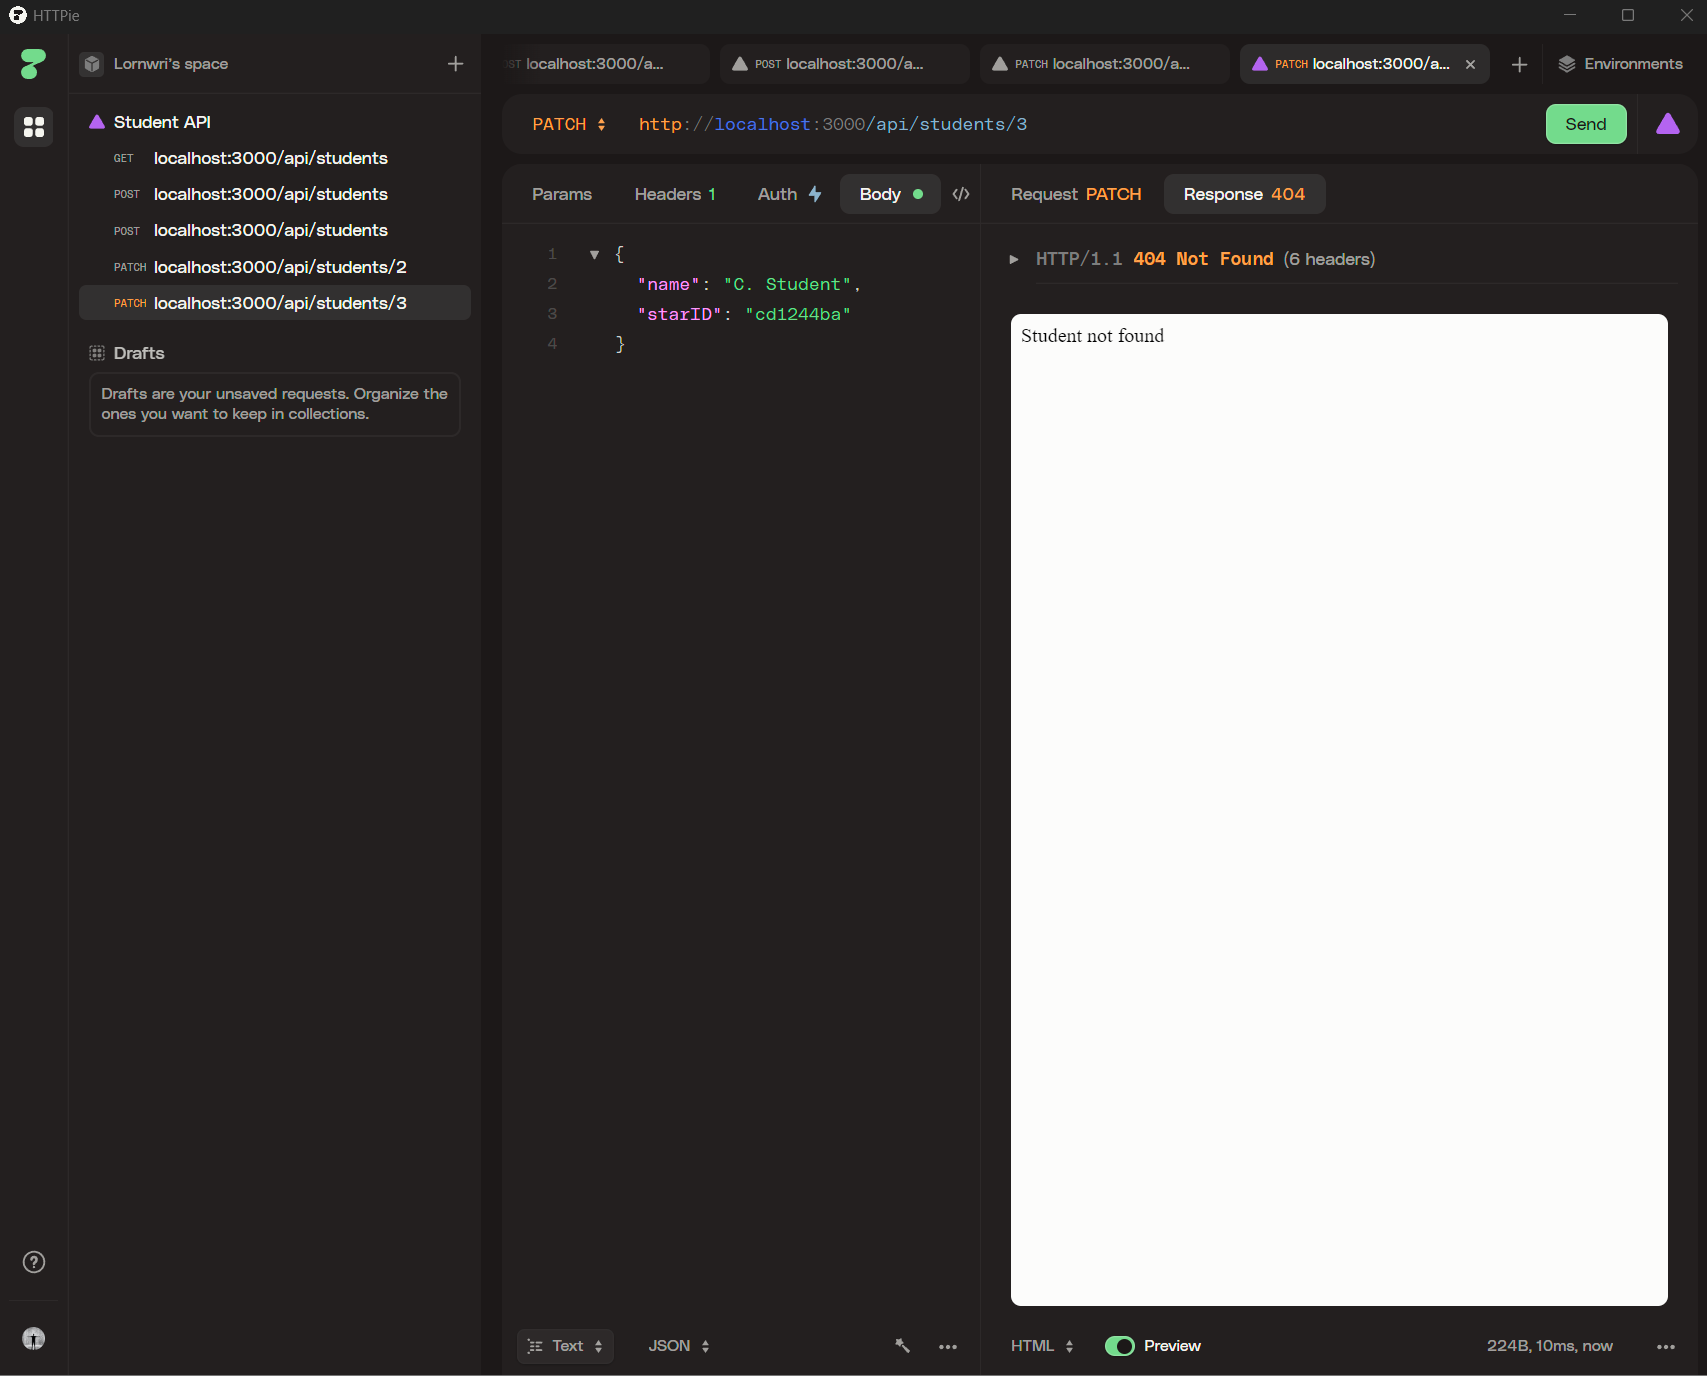 HTTPie
Lornwri's space
Student API
GET localhost:3000/api/students
POST localhost:3000/api/students
POST localhost:3000/api/students
PATCH localhost:3000/api/students/2
PATCH localhost:3000/api/students/3
Drafts
Drafts are your unsaved requests. Organize the
ones you want to keep in collections.
ST localhost:3000/a...
POST localhost:3000/a...
PATCH localhost:3000/a...
PATCH localhost:3000/a...
Environments
PATCH http://localhost:3000/api/students/3
Send
Params Headers 1 Auth Body
1 {
2 "name": "C. Student",
3 "starID": "cd1244ba"
4 }
Text JSON
Request PATCH Response 404
HTTP/1.1 404 Not Found (6 headers)
Student not found
HTML Preview 224B, 10ms, now